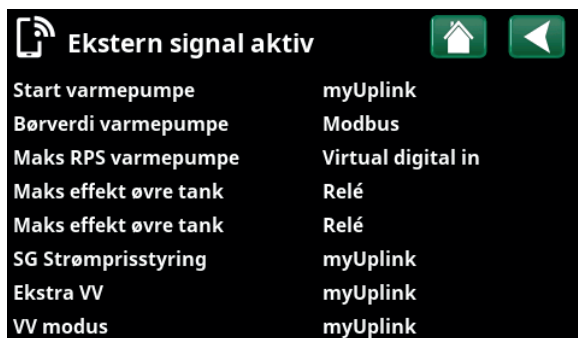 Ekstern signal aktiv
Start varmepumpe myUplink
Børverdi varmepumpe Modbus
Maks RPS varmepumpe Virtual digital in
Maks effekt øvre tank Relé
Maks effekt øvre tank Relé
SG Strømprisstyring myUplink
Ekstra VV myUplink
VV modus myUplink